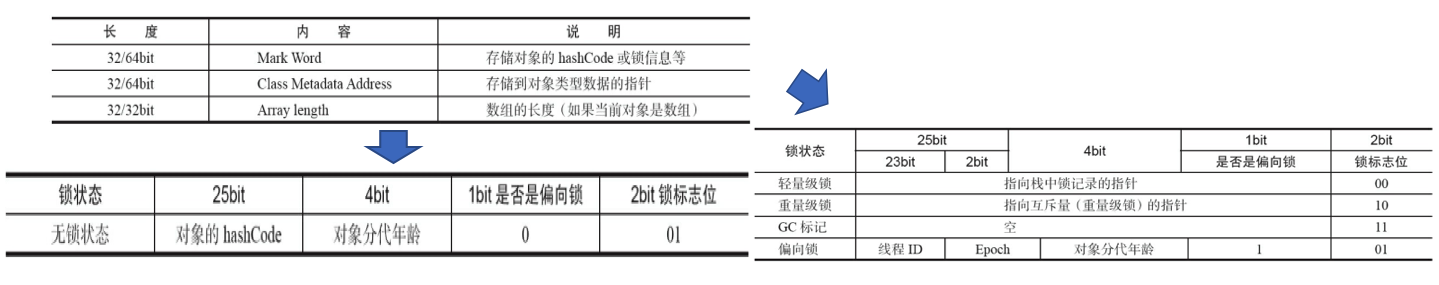 长 度 内 容 说 明
32/64bit Mark Word 存储对象的 hashCode 或锁信息等
32/64bit Class Metadata Address 存储到对象类型数据的指针
32/32bit Array length 数组的长度（如果当前对象是数组）
锁状态 25bit 4bit 1bit 是否是偏向锁 2bit 锁标志位
无锁状态 对象的 hashCode 对象分代年龄 0 01
锁状态 25bit 4bit 1bit 2bit
23bit 2bit 是否是偏向锁 锁标志位
轻量级锁 指向栈中锁记录的指针 00
重量级锁 指向互斥量（重量级锁）的指针 10
GC 标记 空 11
偏向锁 线程 ID Epoch 对象分代年龄 1 01